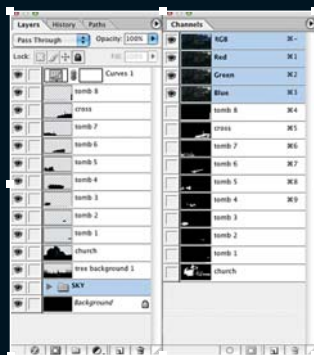 Layers History Paths
Pass Through Opacity: 100%
Lock: Fill:
Curves 1
tomb 8
cross
tomb 7
tomb 6
tomb 5
tomb 4
tomb 3
tomb 2
tomb 1
church
tree background 1
SKY
Background
Channels
RGB ⌘~
Red ⌘1
Green ⌘2
Blue ⌘3
tomb 8 ⌘4
cross ⌘5
tomb 7 ⌘6
tomb 6 ⌘7
tomb 5 ⌘8
tomb 4 ⌘9
tomb 3
tomb 2
tomb 1
church